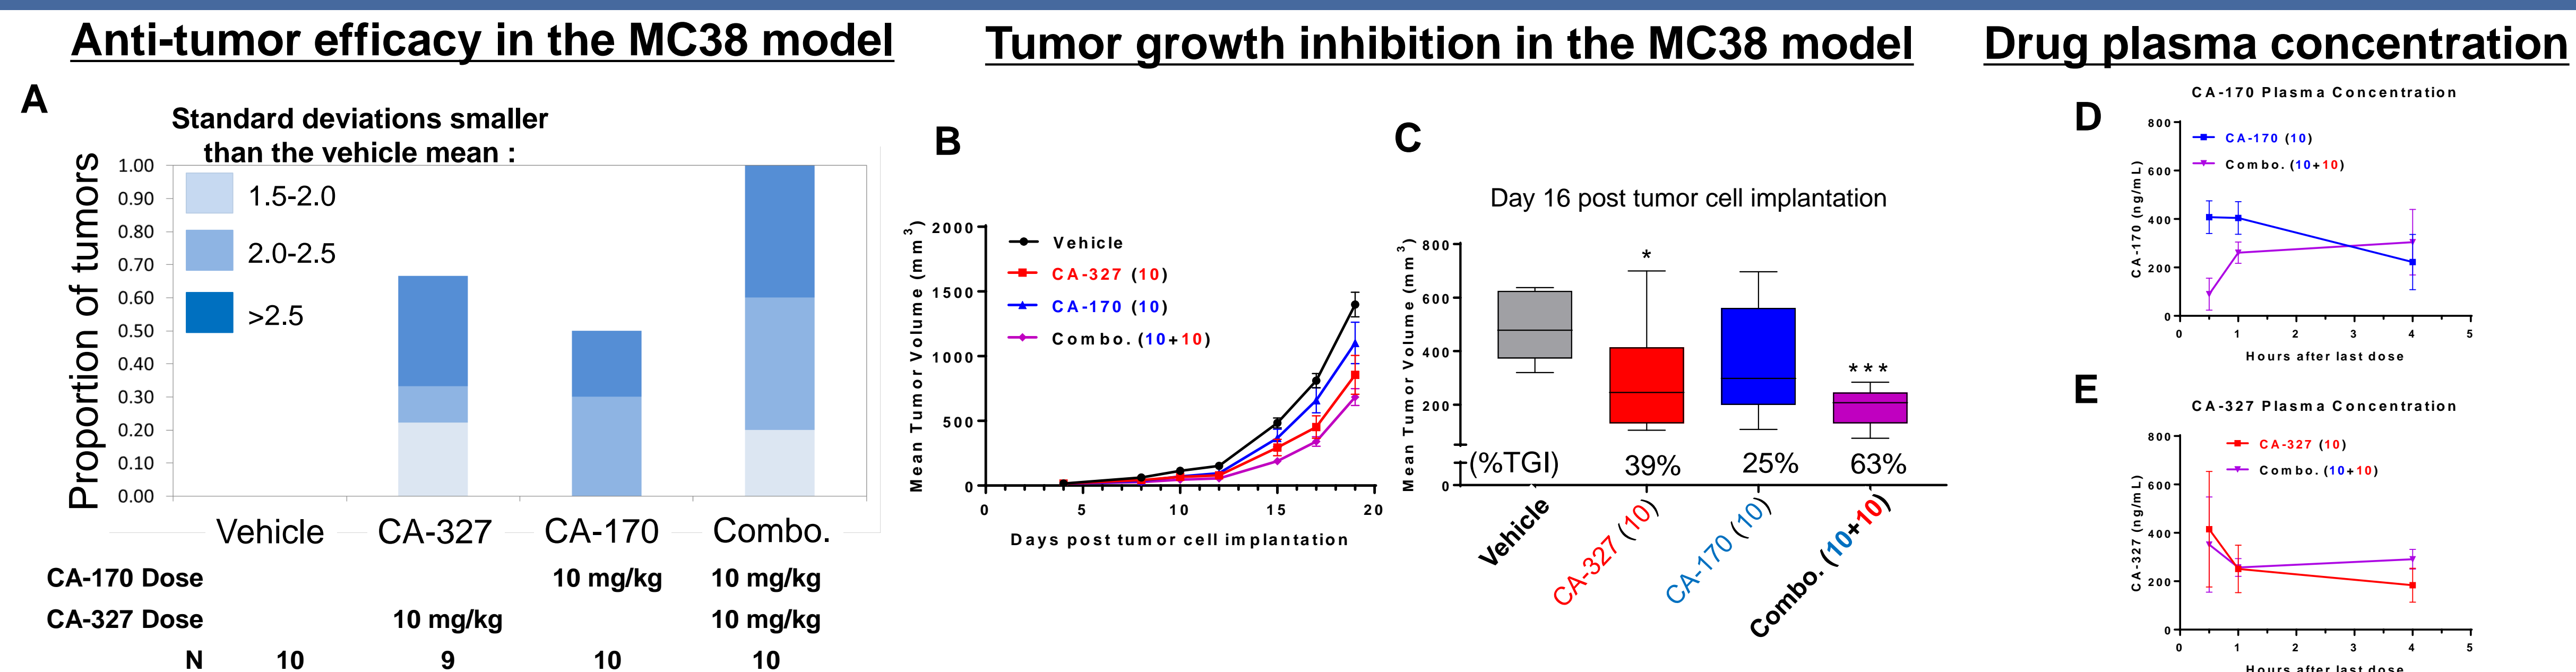 Anti-tumor efficacy in the MC38 model
Tumor growth inhibition in the MC38 model
Drug plasma concentration
A
Standard deviations smaller
than the vehicle mean :
Proportion of tumors
1.00
0.90
0.80
0.70
0.60
0.50
0.40
0.30
0.20
0.10
0.00
1.5-2.0
2.0-2.5
>2.5
Vehicle CA-327 CA-170 Combo.
CA-170 Dose 10 mg/kg 10 mg/kg
CA-327 Dose 10 mg/kg 10 mg/kg
N 10 9 10 10
B
Mean Tumor Volume (mm³)
2000
1500
1000
500
0
Vehicle
CA-327 (10)
CA-170 (10)
Combo. (10+10)
0 5 10 15 20
Days post tumor cell implantation
C
Day 16 post tumor cell implantation
Mean Tumor Volume (mm³)
800
600
400
200
0
*
***
(%TGI) 39% 25% 63%
Vehicle
CA-327 (10)
CA-170 (10)
Combo. (10+10)
D
CA-170 Plasma Concentration
CA-170 (ng/mL)
800
600
400
200
0
CA-170 (10)
Combo. (10+10)
0 1 2 3 4 5
Hours after last dose
E
CA-327 Plasma Concentration
CA-327 (ng/mL)
800
600
400
200
0
CA-327 (10)
Combo. (10+10)
0 1 2 3 4 5
Hours after last dose